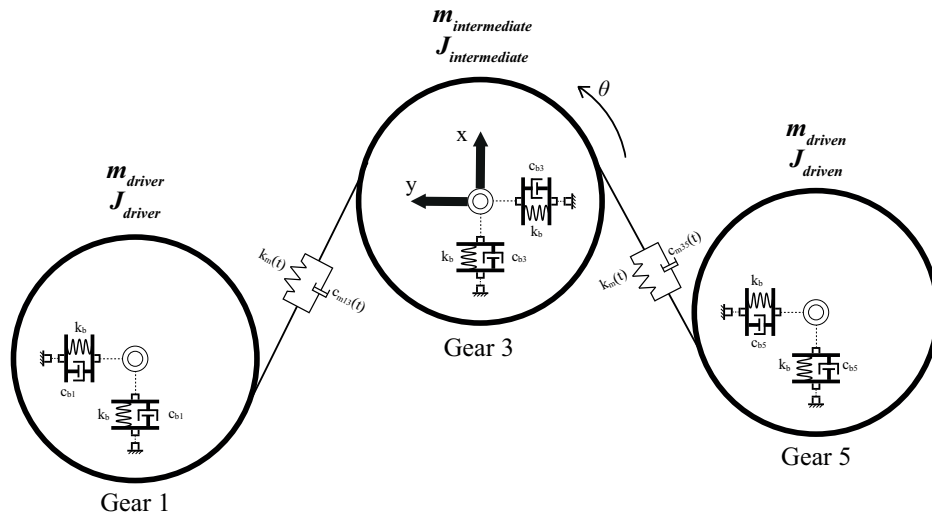 m_intermediate
J_intermediate
θ
m_driver
J_driver
x
y
c_b3
k_b
k_b
c_b3
Gear 3
k_m(t)
c_m13(t)
k_m(t)
c_m35(t)
m_driven
J_driven
k_b
c_b1
k_b
c_b1
Gear 1
k_b
c_b5
k_b
c_b5
Gear 5